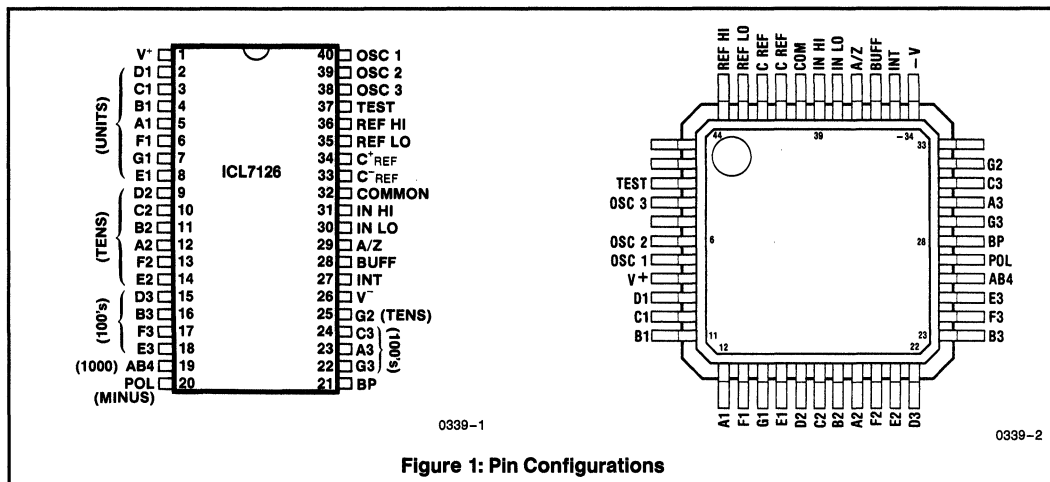 V+ 1
D1 2
C1 3
B1 4
A1 5
F1 6
G1 7
E1 8
D2 9
C2 10
B2 11
A2 12
F2 13
E2 14
D3 15
B3 16
F3 17
E3 18
(1000) AB4 19
POL 20
(MINUS)
(UNITS)
(TENS)
(100's)
ICL7126
40 OSC 1
39 OSC 2
38 OSC 3
37 TEST
36 REF HI
35 REF LO
34 C+REF
33 C-REF
32 COMMON
31 IN HI
30 IN LO
29 A/Z
28 BUFF
27 INT
26 V-
25 G2 (TENS)
24 C3
23 A3
22 G3
21 BP
(100's)
0339-1
REF HI
REF LO
C REF
C REF
COM
IN HI
IN LO
A/Z
BUFF
INT
-V
44
39
-34
33
TEST
OSC 3
OSC 2
6
OSC 1
V+
D1
C1
B1
11
12
G2
C3
A3
G3
BP
28
POL
AB4
E3
F3
B3
23
22
A1
F1
G1
E1
D2
C2
B2
A2
F2
E2
D3
0339-2
Figure 1: Pin Configurations